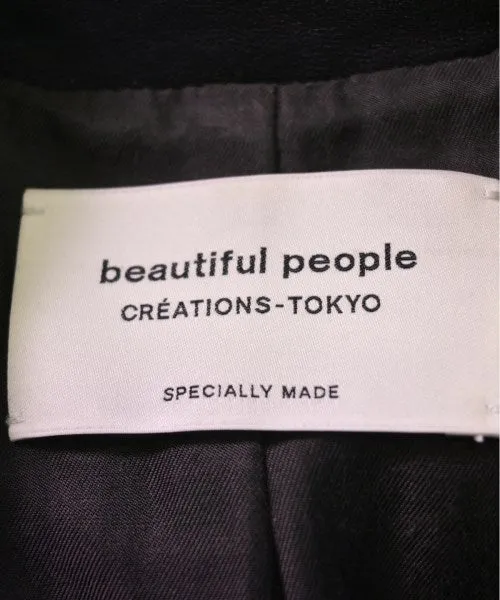 beautiful people
CRÉATIONS-TOKYO
SPECIALLY MADE